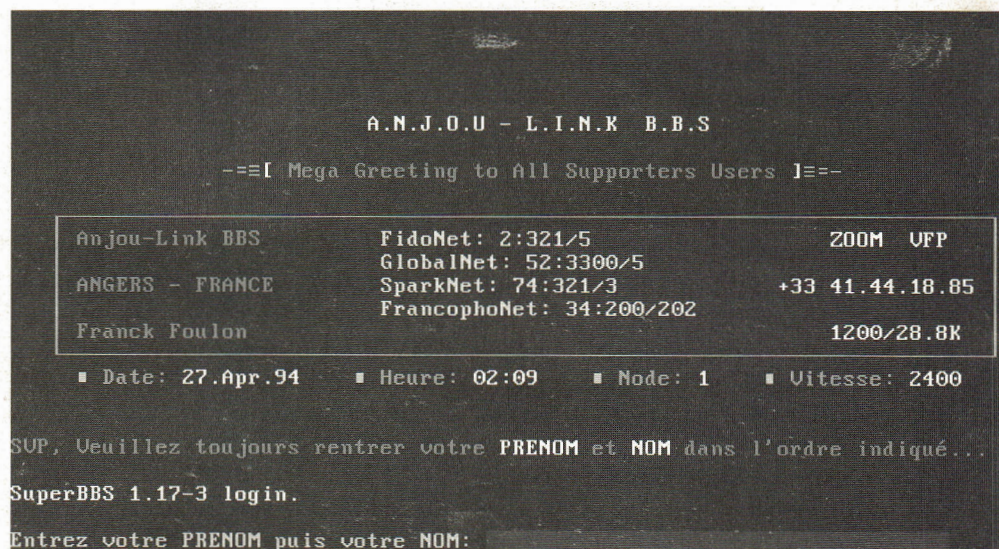 A.N.J.O.U - L.I.N.K B.B.S
-=≡[ Mega Greeting to All Supporters Users ]≡=-
Anjou-Link BBS FidoNet: 2:321/5 ZOOM VFP
GlobalNet: 52:3300/5
ANGERS - FRANCE SparkNet: 74:321/3 +33 41.44.18.85
FrancophoNet: 34:200/202
Franck Foulon 1200/28.8K
■ Date: 27.Apr.94 ■ Heure: 02:09 ■ Node: 1 ■ Vitesse: 2400
SVP, Veuillez toujours rentrer votre PRENOM et NOM dans l'ordre indiqué...
SuperBBS 1.17-3 login.
Entrez votre PRENOM puis votre NOM: